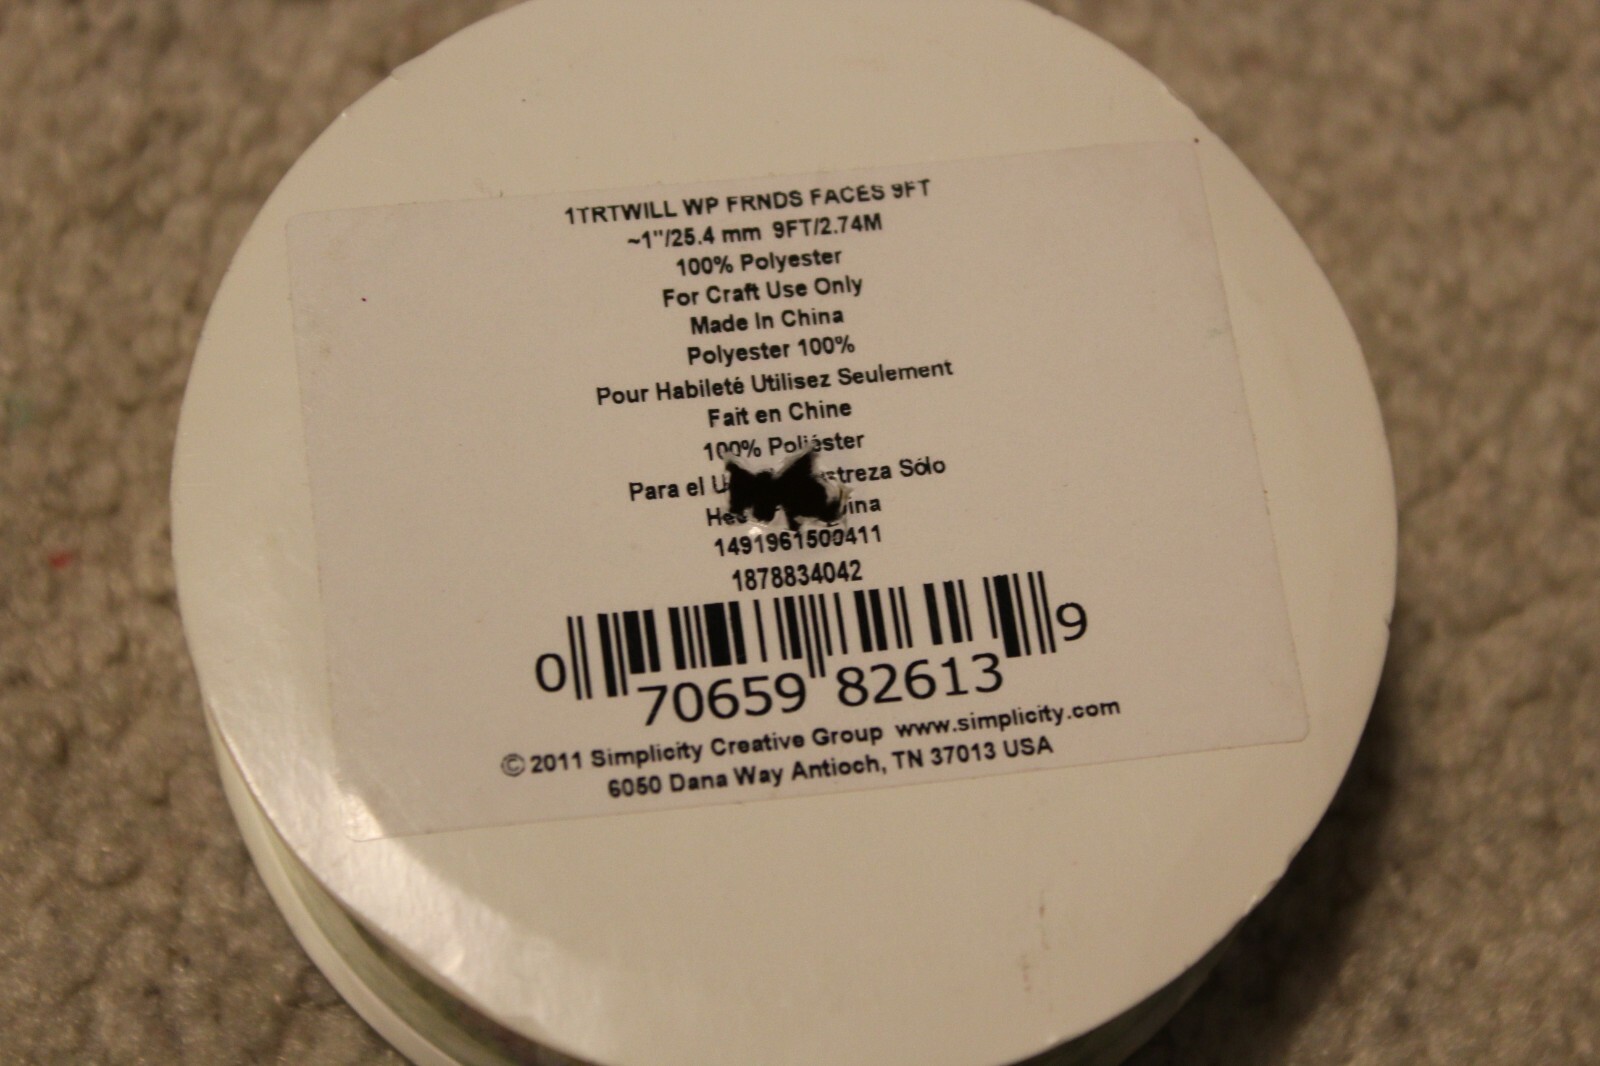 1TRTWILL WP FRNDS FACES 9FT
~1"/25.4 mm 9FT/2.74M
100% Polyester
For Craft Use Only
Made In China
Polyester 100%
Pour Habileté Utilisez Seulement
Fait en Chine
100% Poliéster
Para el Sólo
1491961500411
1878834042
0 70659 82613 9
© 2011 Simplicity Creative Group www.simplicity.com
6050 Dana Way Antioch, TN 37013 USA